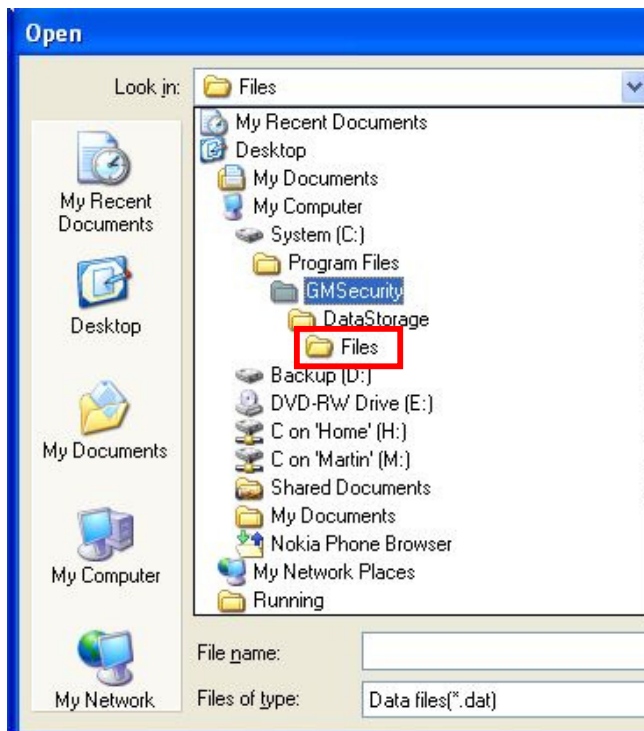 Open
Look in:
Files
My Recent Documents
Desktop
My Documents
My Computer
System (C:)
Program Files
GMSecurity
DataStorage
Files
Backup (D:)
DVD-RW Drive (E:)
C on 'Home' (H:)
C on 'Martin' (M:)
Shared Documents
My Documents
Nokia Phone Browser
My Network Places
Running
My Recent
Documents
Desktop
My Documents
My Computer
My Network
File name:
Files of type:
Data files(*.dat)